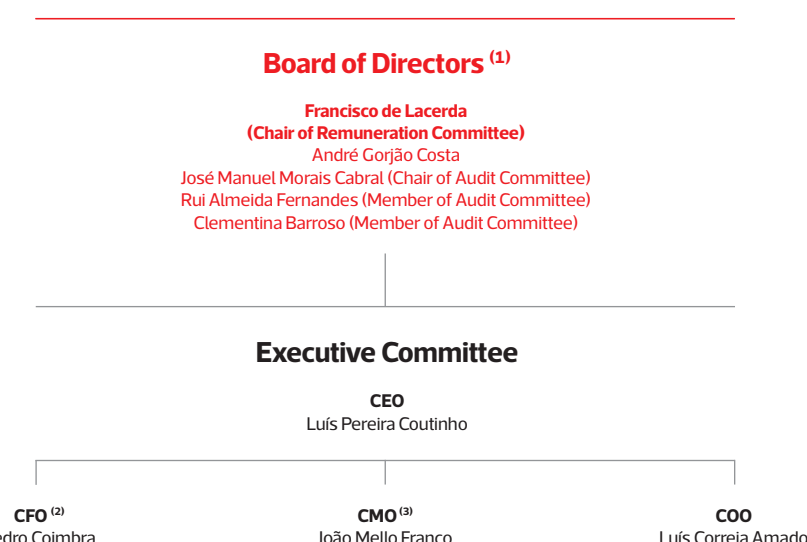 Board of Directors (1)
Francisco de Lacerda
(Chair of Remuneration Committee)
André Gorjão Costa
José Manuel Morais Cabral (Chair of Audit Committee)
Rui Almeida Fernandes (Member of Audit Committee)
Clementina Barroso (Member of Audit Committee)
Executive Committee
CEO
Luís Pereira Coutinho
CFO (2) CMO (3) COO
Coimbra João Mello Franco Luís Correia Amado